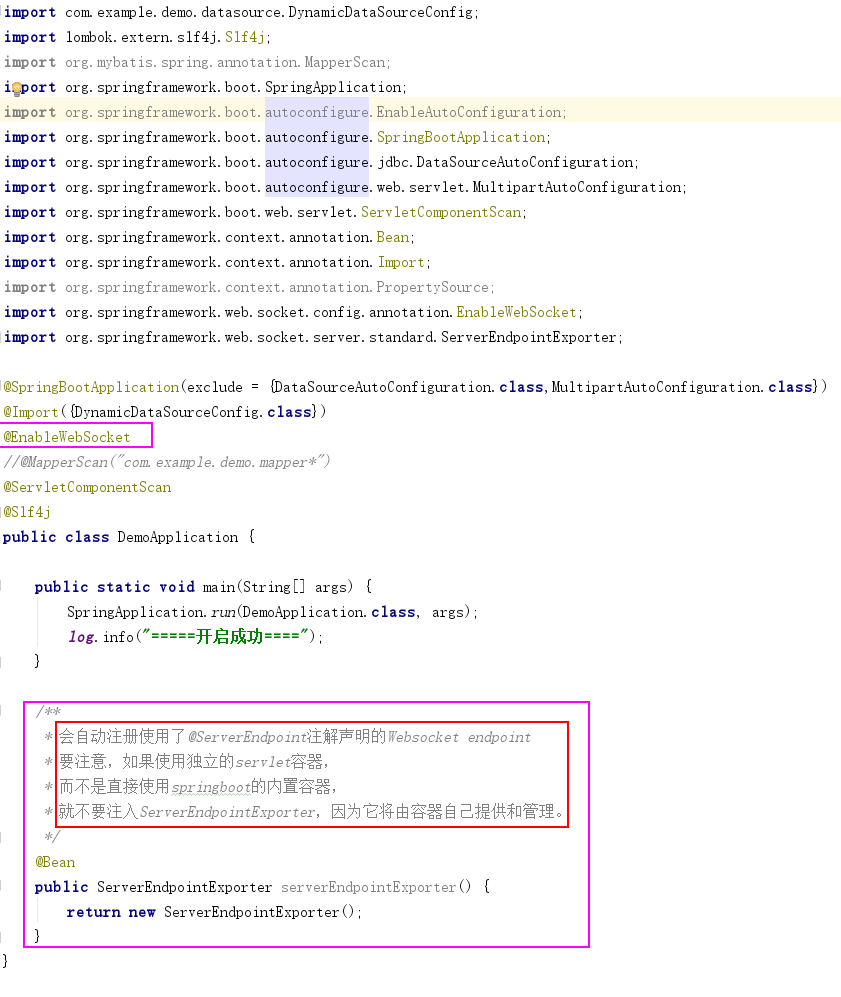 import com.example.demo.datasource.DynamicDataSourceConfig;
import lombok.extern.slf4j.Slf4j;
import org.mybatis.spring.annotation.MapperScan;
import org.springframework.boot.SpringApplication;
import org.springframework.boot.autoconfigure.EnableAutoConfiguration;
import org.springframework.boot.autoconfigure.SpringBootApplication;
import org.springframework.boot.autoconfigure.jdbc.DataSourceAutoConfiguration;
import org.springframework.boot.autoconfigure.web.servlet.MultipartAutoConfiguration;
import org.springframework.boot.web.servlet.ServletComponentScan;
import org.springframework.context.annotation.Bean;
import org.springframework.context.annotation.Import;
import org.springframework.context.annotation.PropertySource;
import org.springframework.web.socket.config.annotation.EnableWebSocket;
import org.springframework.web.socket.server.standard.ServerEndpointExporter;
@SpringBootApplication(exclude = {DataSourceAutoConfiguration.class,MultipartAutoConfiguration.class})
@Import({DynamicDataSourceConfig.class})
@EnableWebSocket
//@MapperScan("com.example.demo.mapper*")
@ServletComponentScan
@Slf4j
public class DemoApplication {
public static void main(String[] args) {
SpringApplication.run(DemoApplication.class, args);
log.info("=====开启成功====");
}
/**
* 会自动注册使用了@ServerEndpoint注解声明的Websocket endpoint
* 要注意，如果使用独立的servlet容器，
* 而不是直接使用springboot的内置容器，
* 就不要注入ServerEndpointExporter，因为它将由容器自己提供和管理。
*/
@Bean
public ServerEndpointExporter serverEndpointExporter() {
return new ServerEndpointExporter();
}
}